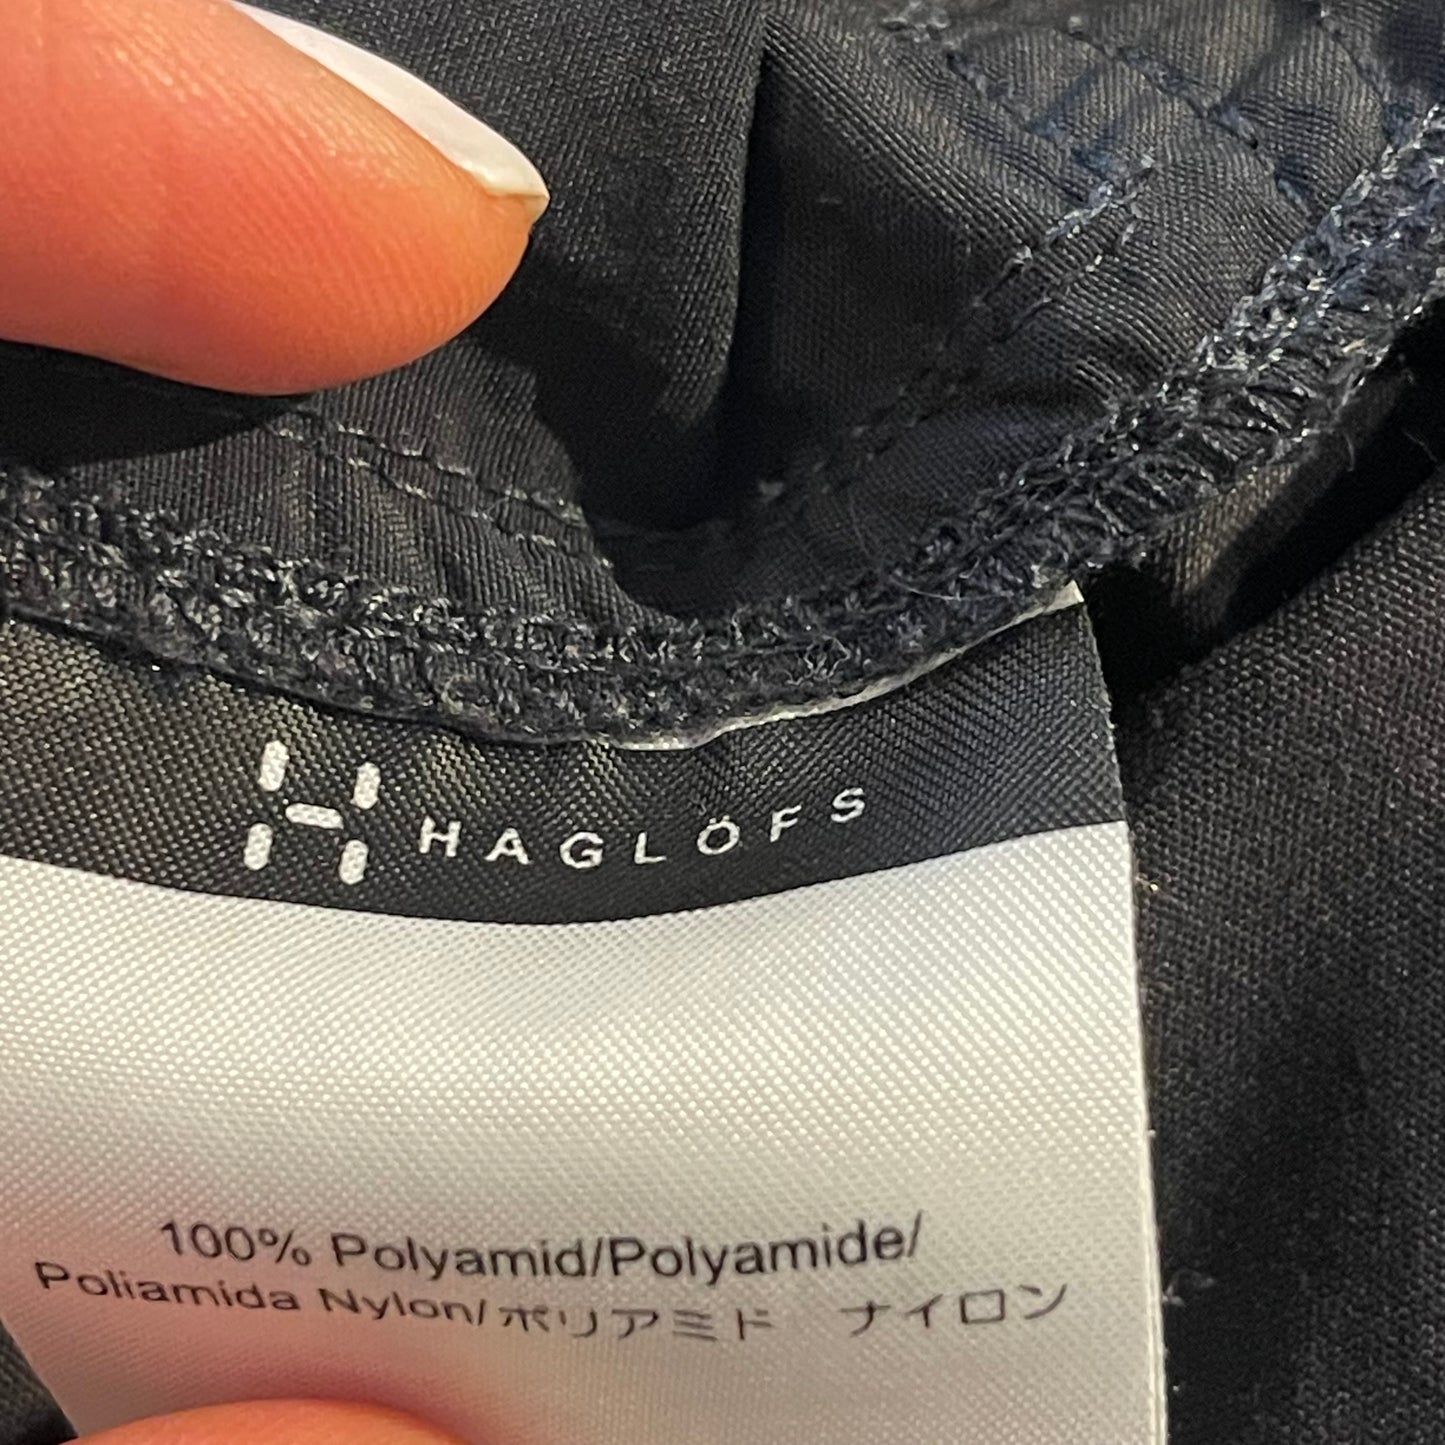 HAGLÖFS
100% Polyamid/Polyamide/
Poliamida Nylon/ポリアミド ナイロン